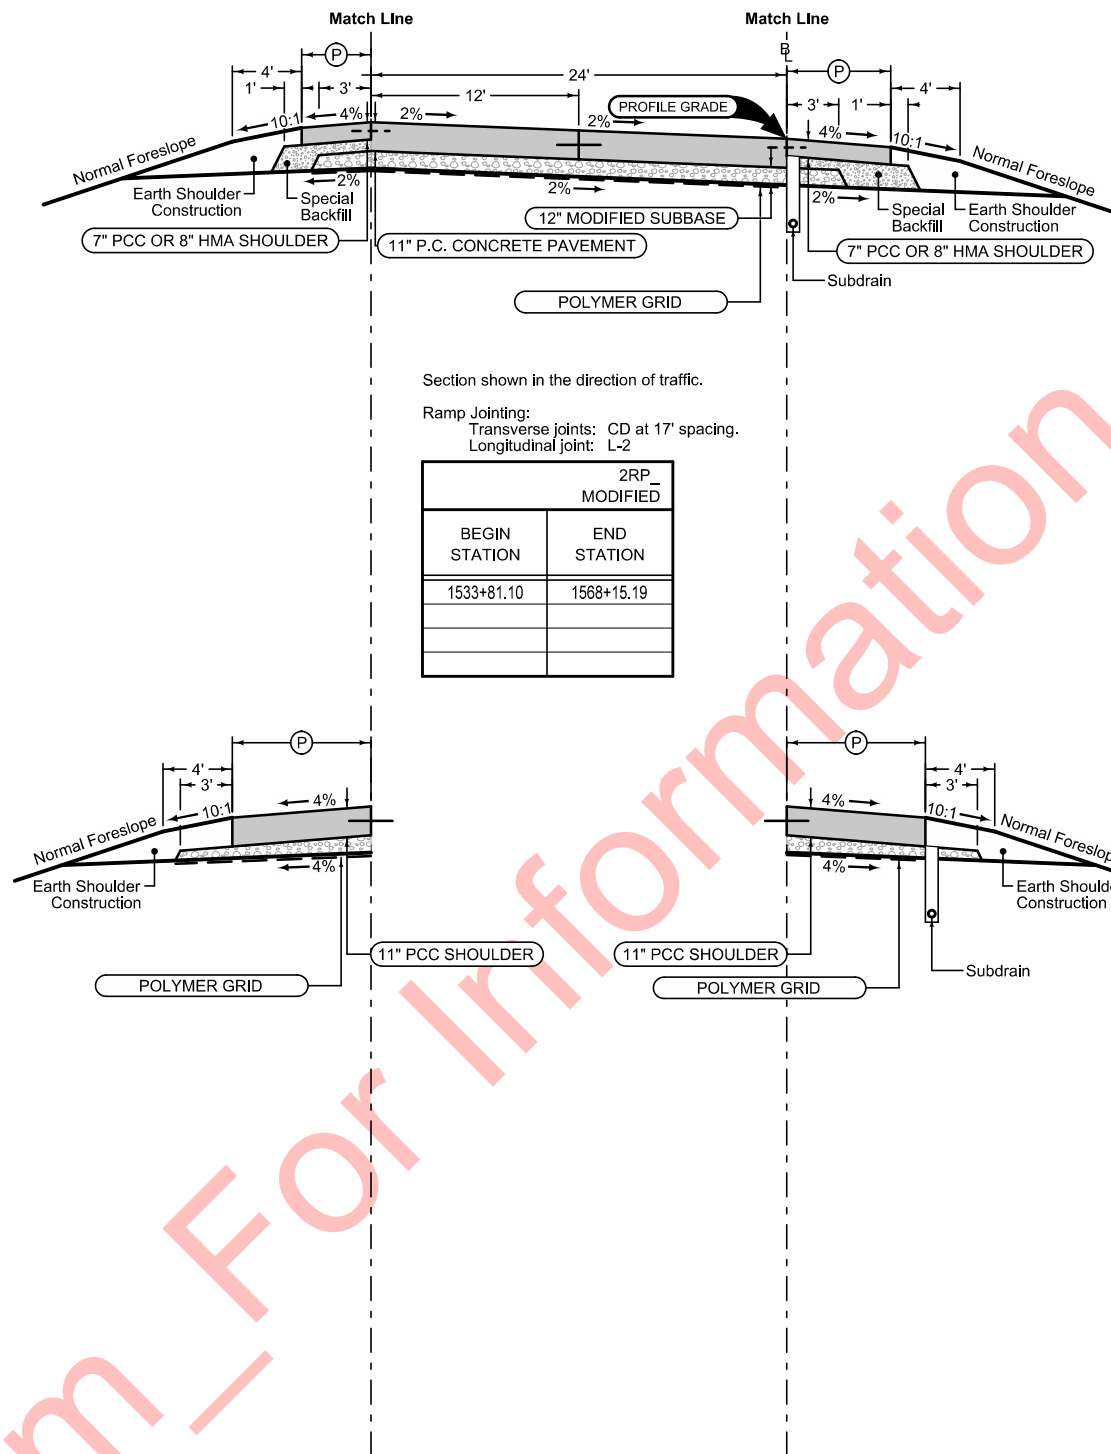 Match Line
Match Line
B
L
P
P
4'
1'
3'
24'
12'
3'
1'
4'
PROFILE GRADE
10:1
4%
2%
2%
4%
10:1
Normal Foreslope
Normal Foreslope
2%
2%
2%
Earth Shoulder
Construction
Special
Backfill
12" MODIFIED SUBBASE
Special
Backfill
Earth Shoulder
Construction
7" PCC OR 8" HMA SHOULDER
11" P.C. CONCRETE PAVEMENT
7" PCC OR 8" HMA SHOULDER
Subdrain
POLYMER GRID
Section shown in the direction of traffic.
Ramp Jointing:
Transverse joints: CD at 17' spacing.
Longitudinal joint: L-2
2RP_
MODIFIED
BEGIN
STATION
END
STATION
1533+81.10
1568+15.19
P
P
4'
3'
4'
3'
10:1
4%
4%
10:1
Normal Foreslope
Normal Foreslop
4%
4%
Earth Shoulder
Construction
Earth Should
Construction
11" PCC SHOULDER
11" PCC SHOULDER
POLYMER GRID
POLYMER GRID
Subdrain
m_For Information